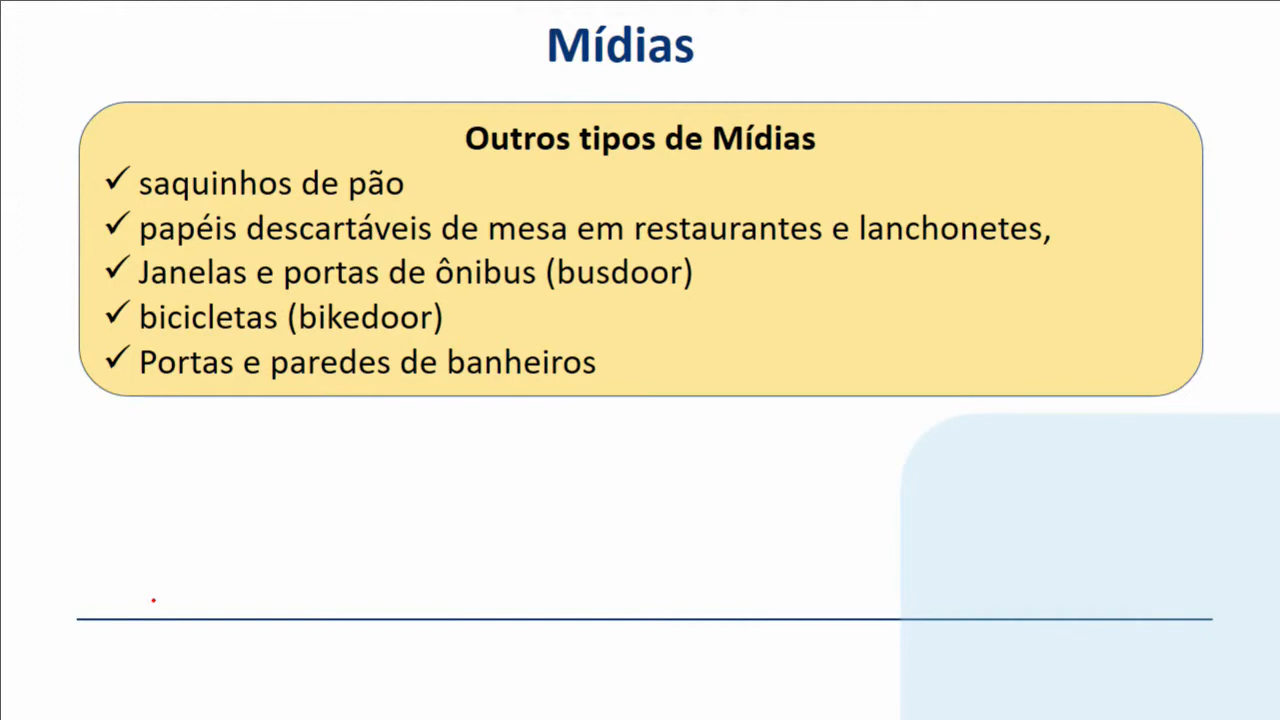 Mídias
Outros tipos de Mídias
✓ saquinhos de pão
✓ papéis descartáveis de mesa em restaurantes e lanchonetes,
✓ Janelas e portas de ônibus (busdoor)
✓ bicicletas (bikedoor)
✓ Portas e paredes de banheiros